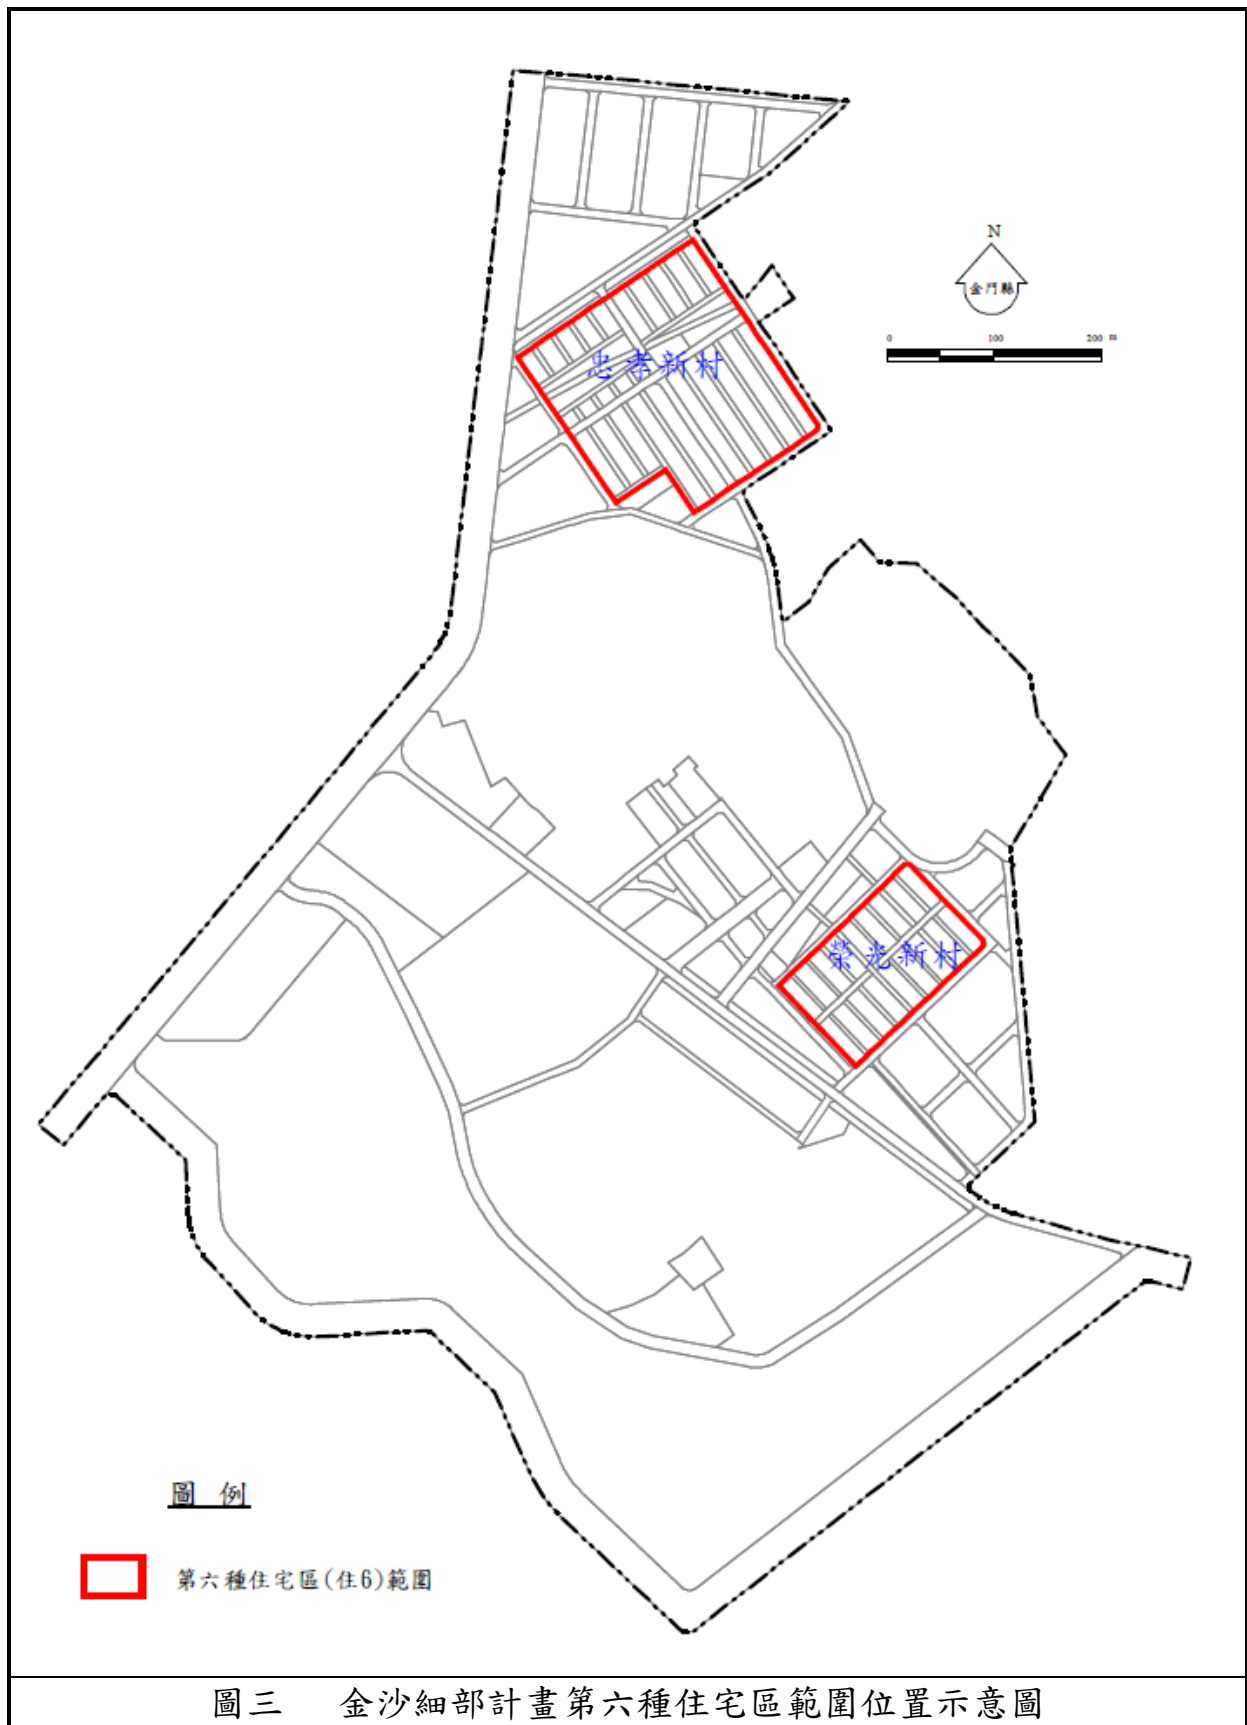 N
金門縣
0 100 200 m
忠孝新村
榮光新村
圖 例
第六種住宅區(住6)範圍
圖三 金沙細部計畫第六種住宅區範圍位置示意圖